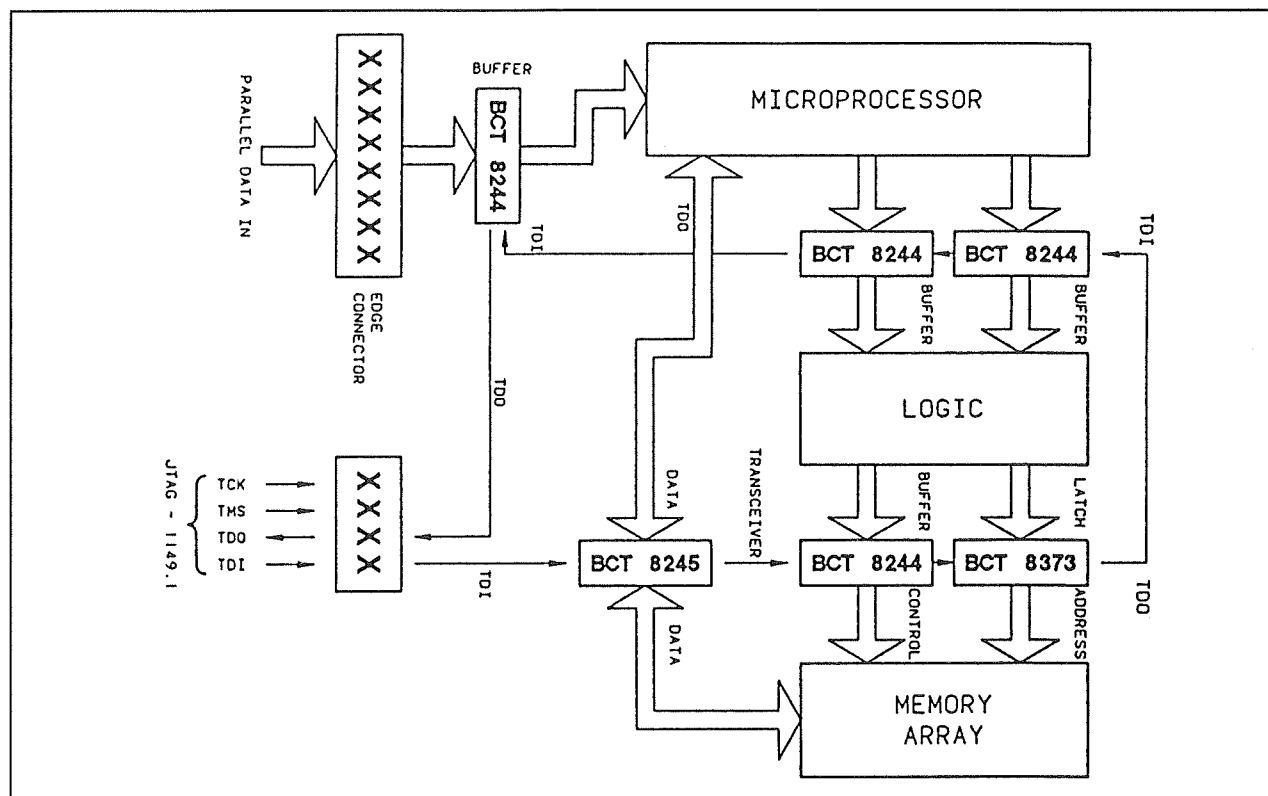 BUFFER
MICROPROCESSOR
PARALLEL DATA IN
X X X X X X X X
BCT 8244
TDO
TDI
BCT 8244
BCT 8244
TDI
EDGE
CONNECTOR
BUFFER
BUFFER
TDO
LOGIC
DATA
TRANSCEIVER
BUFFER
LATCH
JTAG - 1149.1
TCK
TMS
TDO
TDI
X X X X
TDI
BCT 8245
BCT 8244
BCT 8373
TDO
DATA
CONTROL
ADDRESS
MEMORY
ARRAY